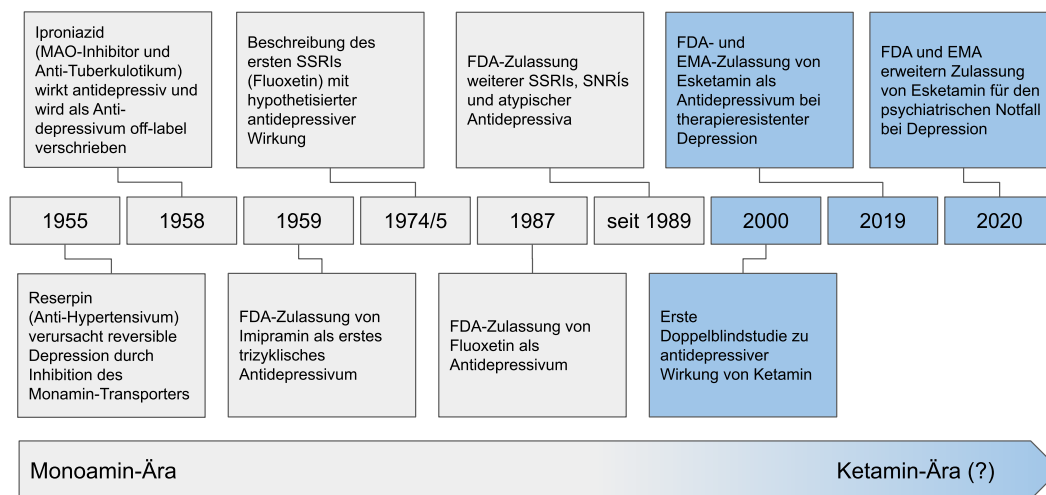 Iproniazid
(MAO-Inhibitor und
Anti-Tuberkulotikum)
wirkt antidepressiv und
wird als Anti-
depressivum off-label
verschrieben
Beschreibung des
ersten SSRIs
(Fluoxetin) mit
hypothetisierter
antidepressiver
Wirkung
FDA-Zulassung
weiterer SSRIs, SNRÍs
und atypischer
Antidepressiva
FDA- und
EMA-Zulassung von
Esketamin als
Antidepressivum bei
therapieresistenter
Depression
FDA und EMA
erweitern Zulassung
von Esketamin für den
psychiatrischen Notfall
bei Depression
1955
1958
1959
1974/5
1987
seit 1989
2000
2019
2020
Reserpin
(Anti-Hypertensivum)
verursacht reversible
Depression durch
Inhibition des
Monamin-Transporters
FDA-Zulassung von
Imipramin als erstes
trizyklisches
Antidepressivum
FDA-Zulassung von
Fluoxetin als
Antidepressivum
Erste
Doppelblindstudie zu
antidepressiver
Wirkung von Ketamin
Monoamin-Ära
Ketamin-Ära (?)